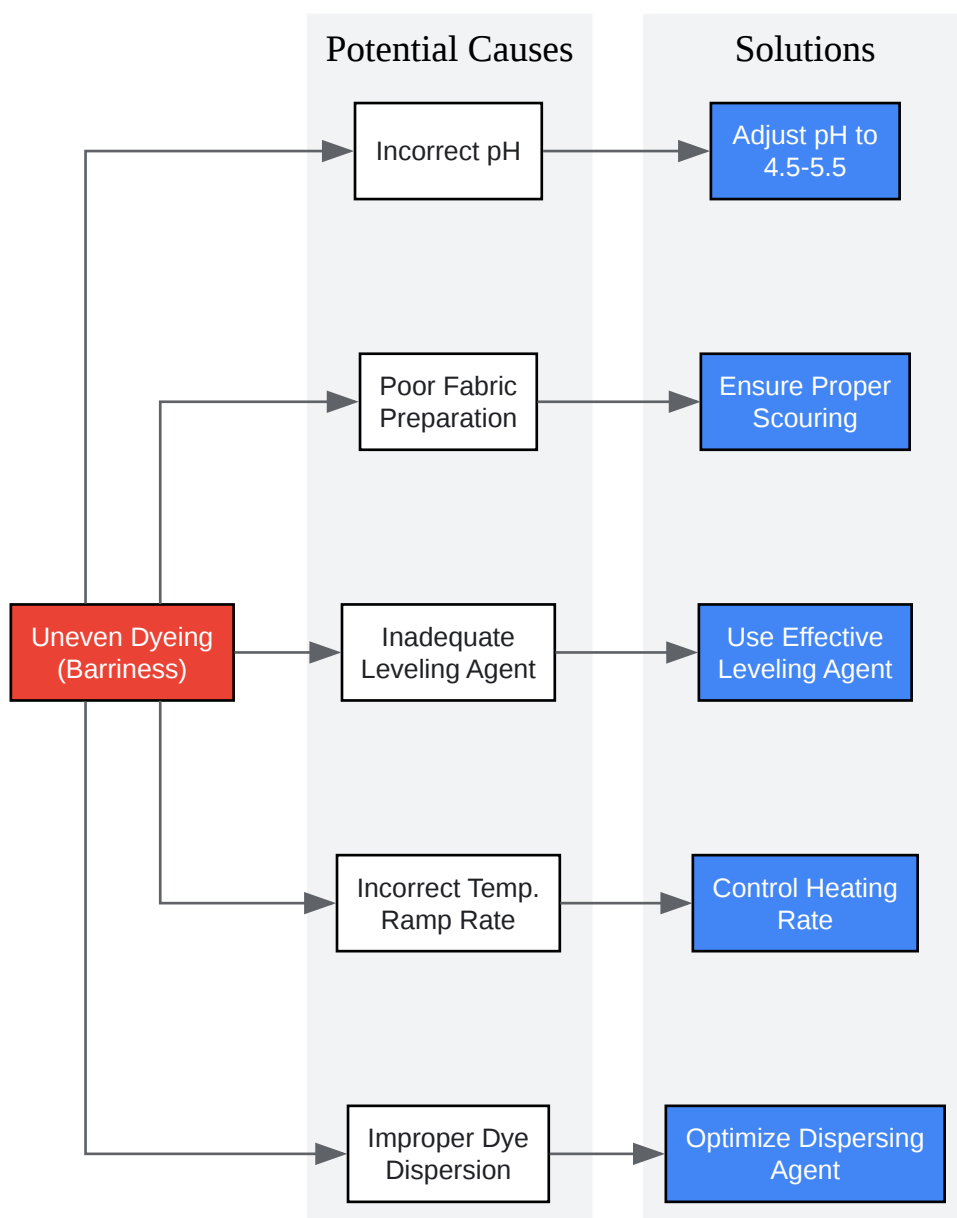 Potential Causes
Solutions
Incorrect pH
Adjust pH to
4.5-5.5
Poor Fabric
Preparation
Ensure Proper
Scouring
Uneven Dyeing
(Barriness)
Inadequate
Leveling Agent
Use Effective
Leveling Agent
Incorrect Temp.
Ramp Rate
Control Heating
Rate
Improper Dye
Dispersion
Optimize Dispersing
Agent